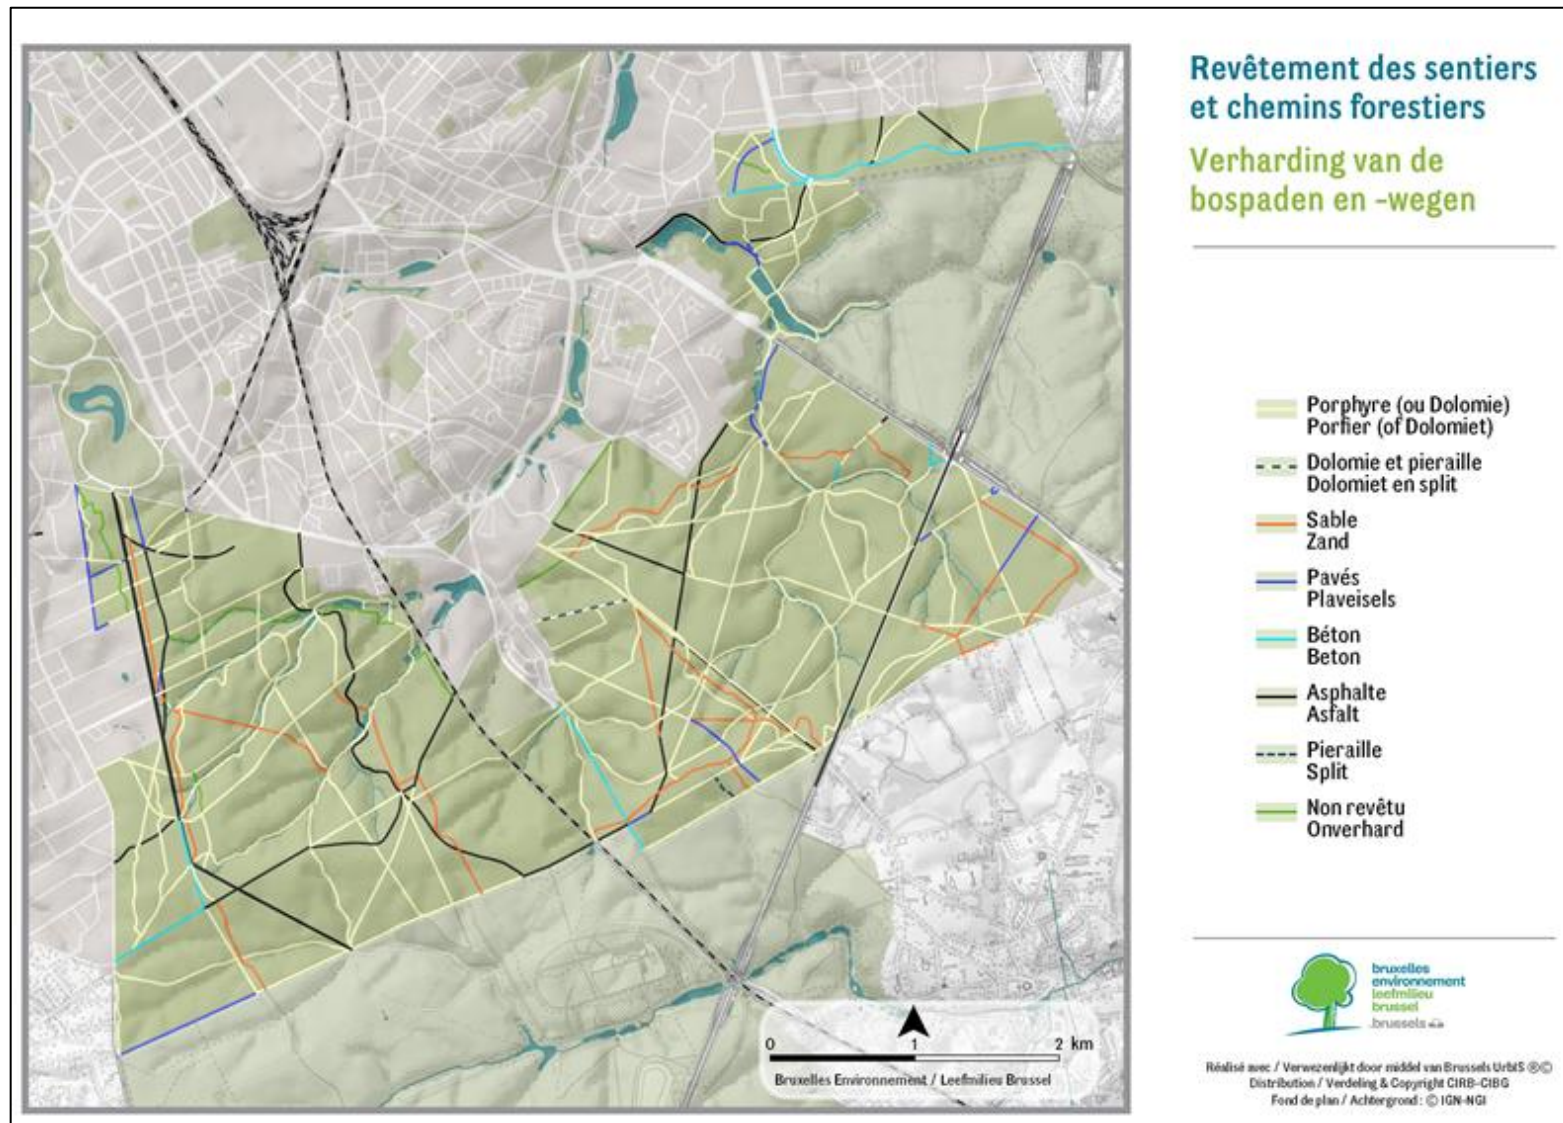 Revêtement des sentiers
et chemins forestiers
Verharding van de
bospaden en -wegen
Porphyre (ou Dolomie)
Porfier (of Dolomiet)
Dolomie et pieraille
Dolomiet en split
Sable
Zand
Pavés
Plaveisels
Béton
Beton
Asphalte
Asfalt
Pieraille
Split
Non revêtu
Onverhard
0 1 2 km
Bruxelles Environnement / Leefmilieu Brussel
bruxelles
environnement
leefmilieu
brussel
.brussels
Réalisé avec / Verwezenlijkt door middel van Brussels UrbIS ®©
Distribution / Verdeling & Copyright CIRB-CIBG
Fond de plan / Achtergrond : © IGN-NGI